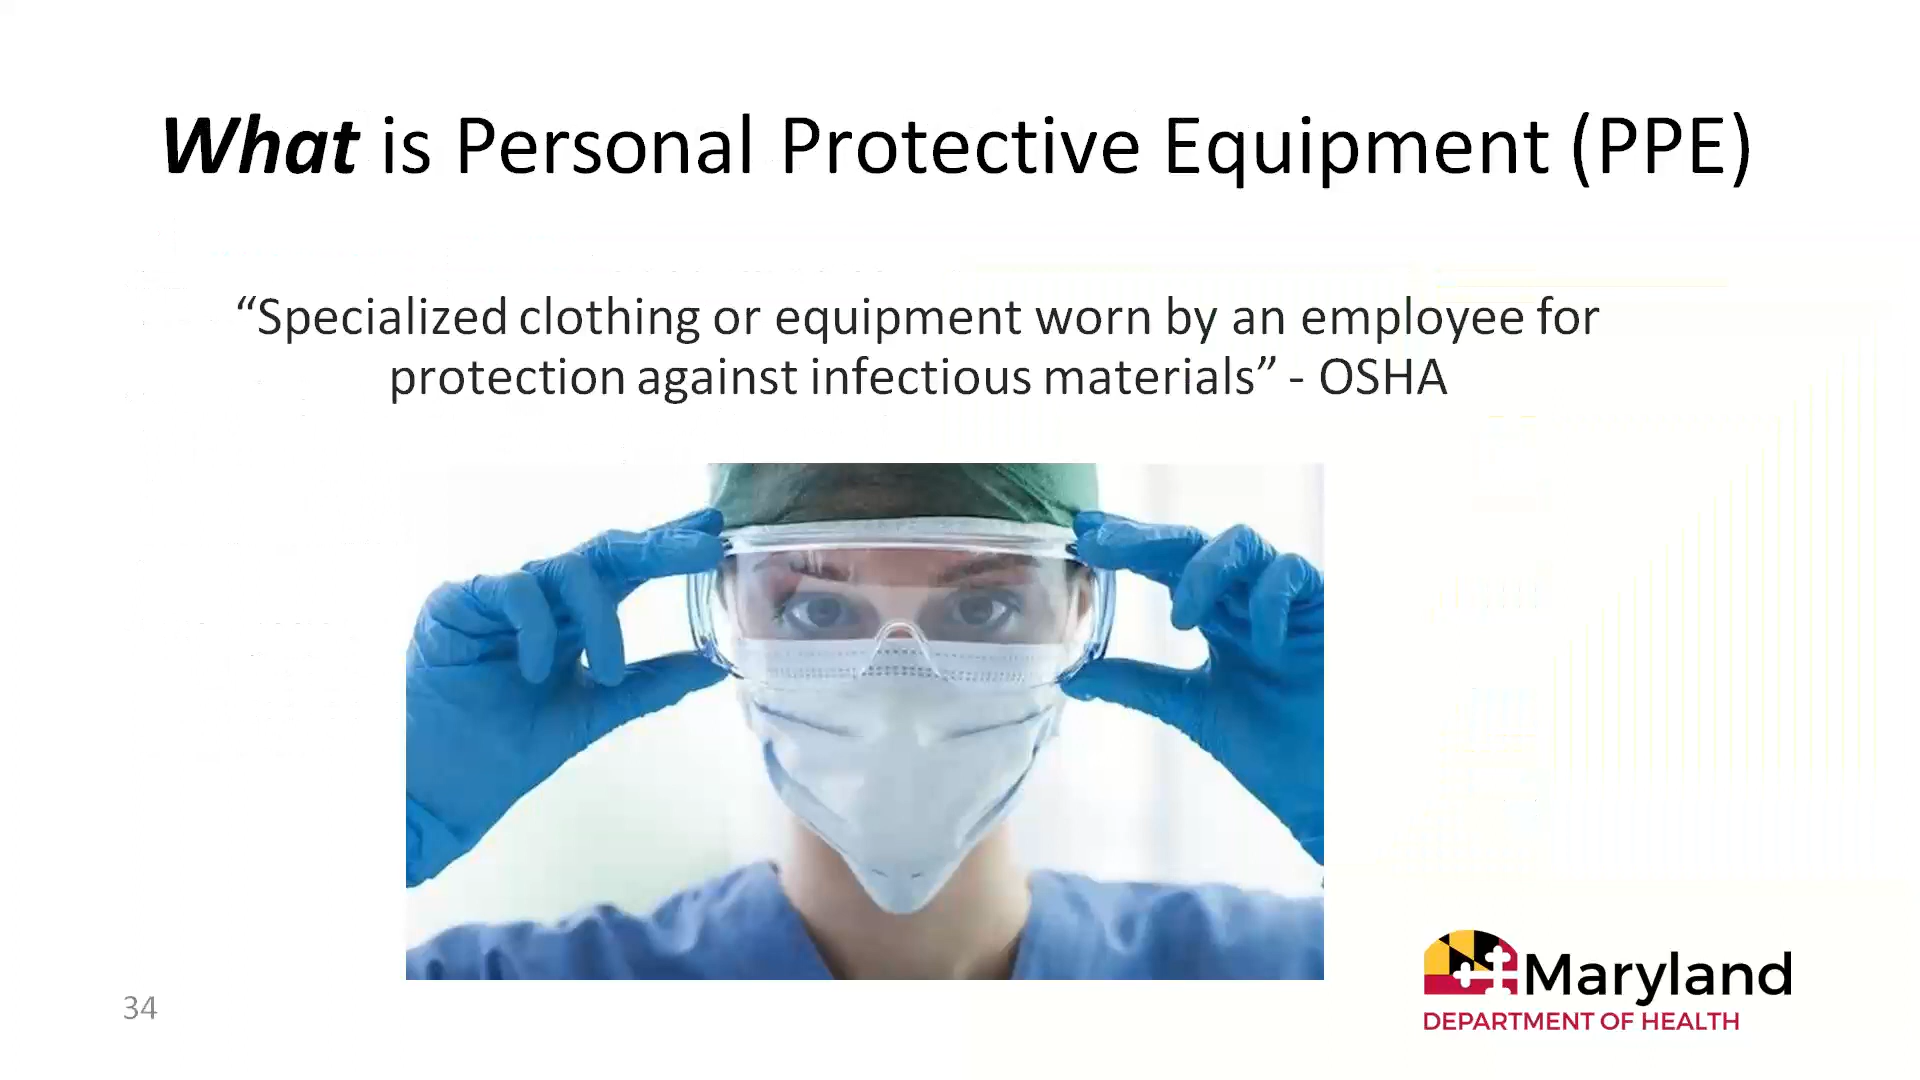 What is Personal Protective Equipment (PPE)
“Specialized clothing or equipment worn by an employee for
protection against infectious materials” - OSHA
34
Maryland
DEPARTMENT OF HEALTH